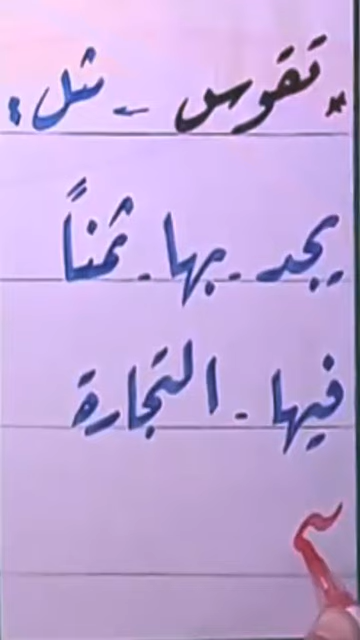 * تقوس - مثل:
يجد - بها - ثمناً
فيها - التجارة